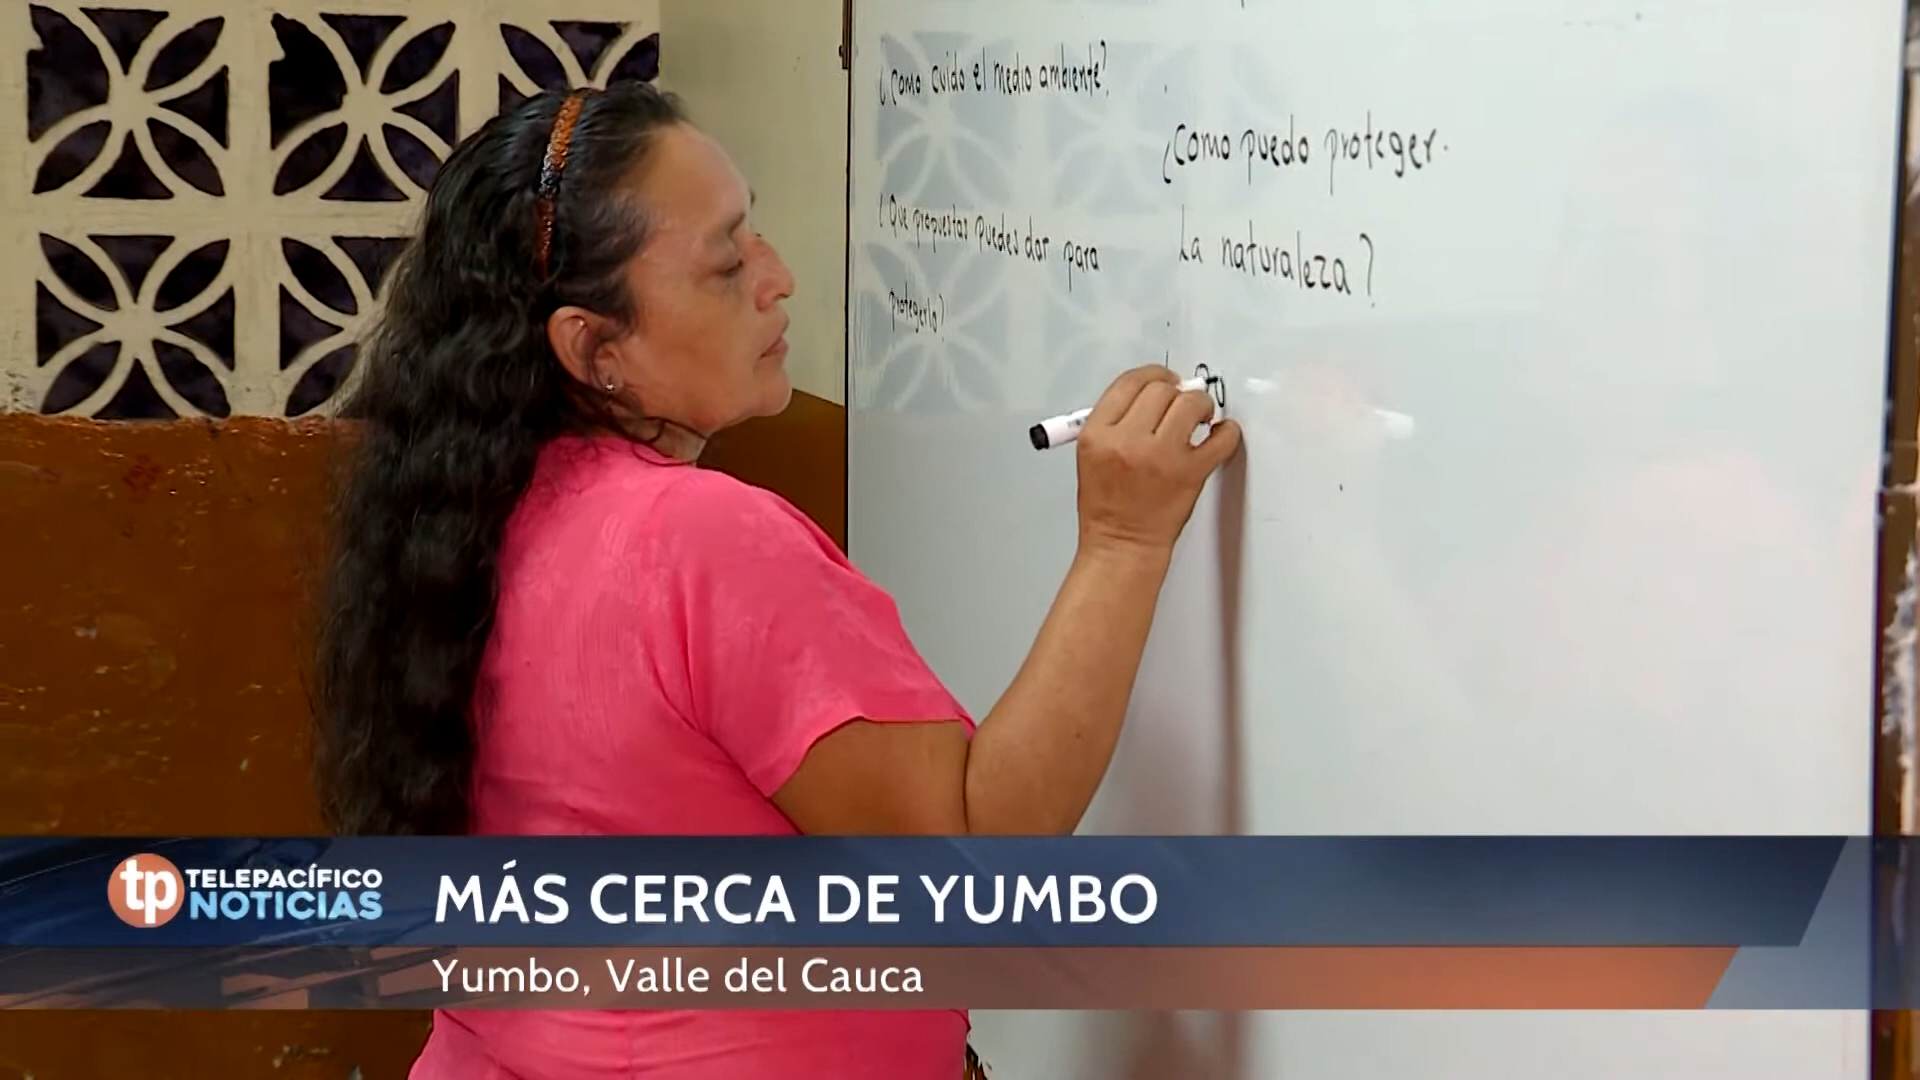 ¿como cuido el medio ambiente?
¿Que propuestas puedes dar para
protegerlo?
¿Como puedo proteger
La naturaleza?
tp TELEPACÍFICO
NOTICIAS
MÁS CERCA DE YUMBO
Yumbo, Valle del Cauca